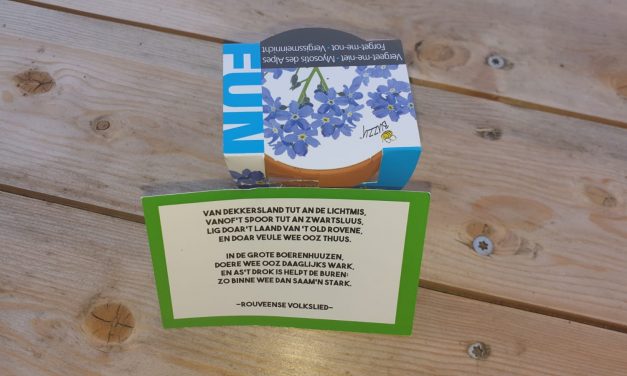 Vergeet-me-niet · Myosotis des Alpes
Forget-me-not · Vergissmeinnicht
FUN
BUZZY
VAN DEKKERSLAND TUT AN DE LICHTMIS,
VANOF'T SPOOR TUT AN ZWARTSLUUS,
LIG DOAR'T LAAND VAN 'T OLD ROVENE,
EN DOAR VEULE WEE OOZ THUUS.
IN DE GROTE BOERENHUUZEN,
DOERE WEE OOZ DAAGLIJKS WARK,
EN AS'T DROK IS HELPT DE BUREN:
ZO BINNE WEE DAN SAAM'N STARK.
-ROUVEENSE VOLKSLIED-